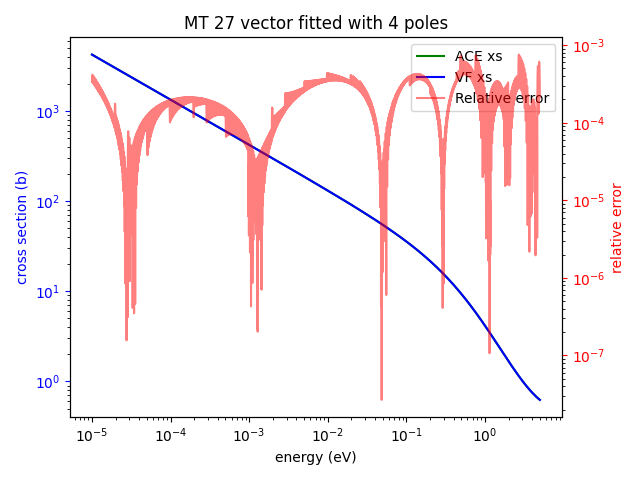 MT 27 vector fitted with 4 poles
ACE xs
VF xs
Relative error
cross section (b)
10³
10²
10¹
10⁰
10⁻³
10⁻⁴
10⁻⁵
10⁻⁶
10⁻⁷
relative error
10⁻⁵ 10⁻⁴ 10⁻³ 10⁻² 10⁻¹ 10⁰
energy (eV)